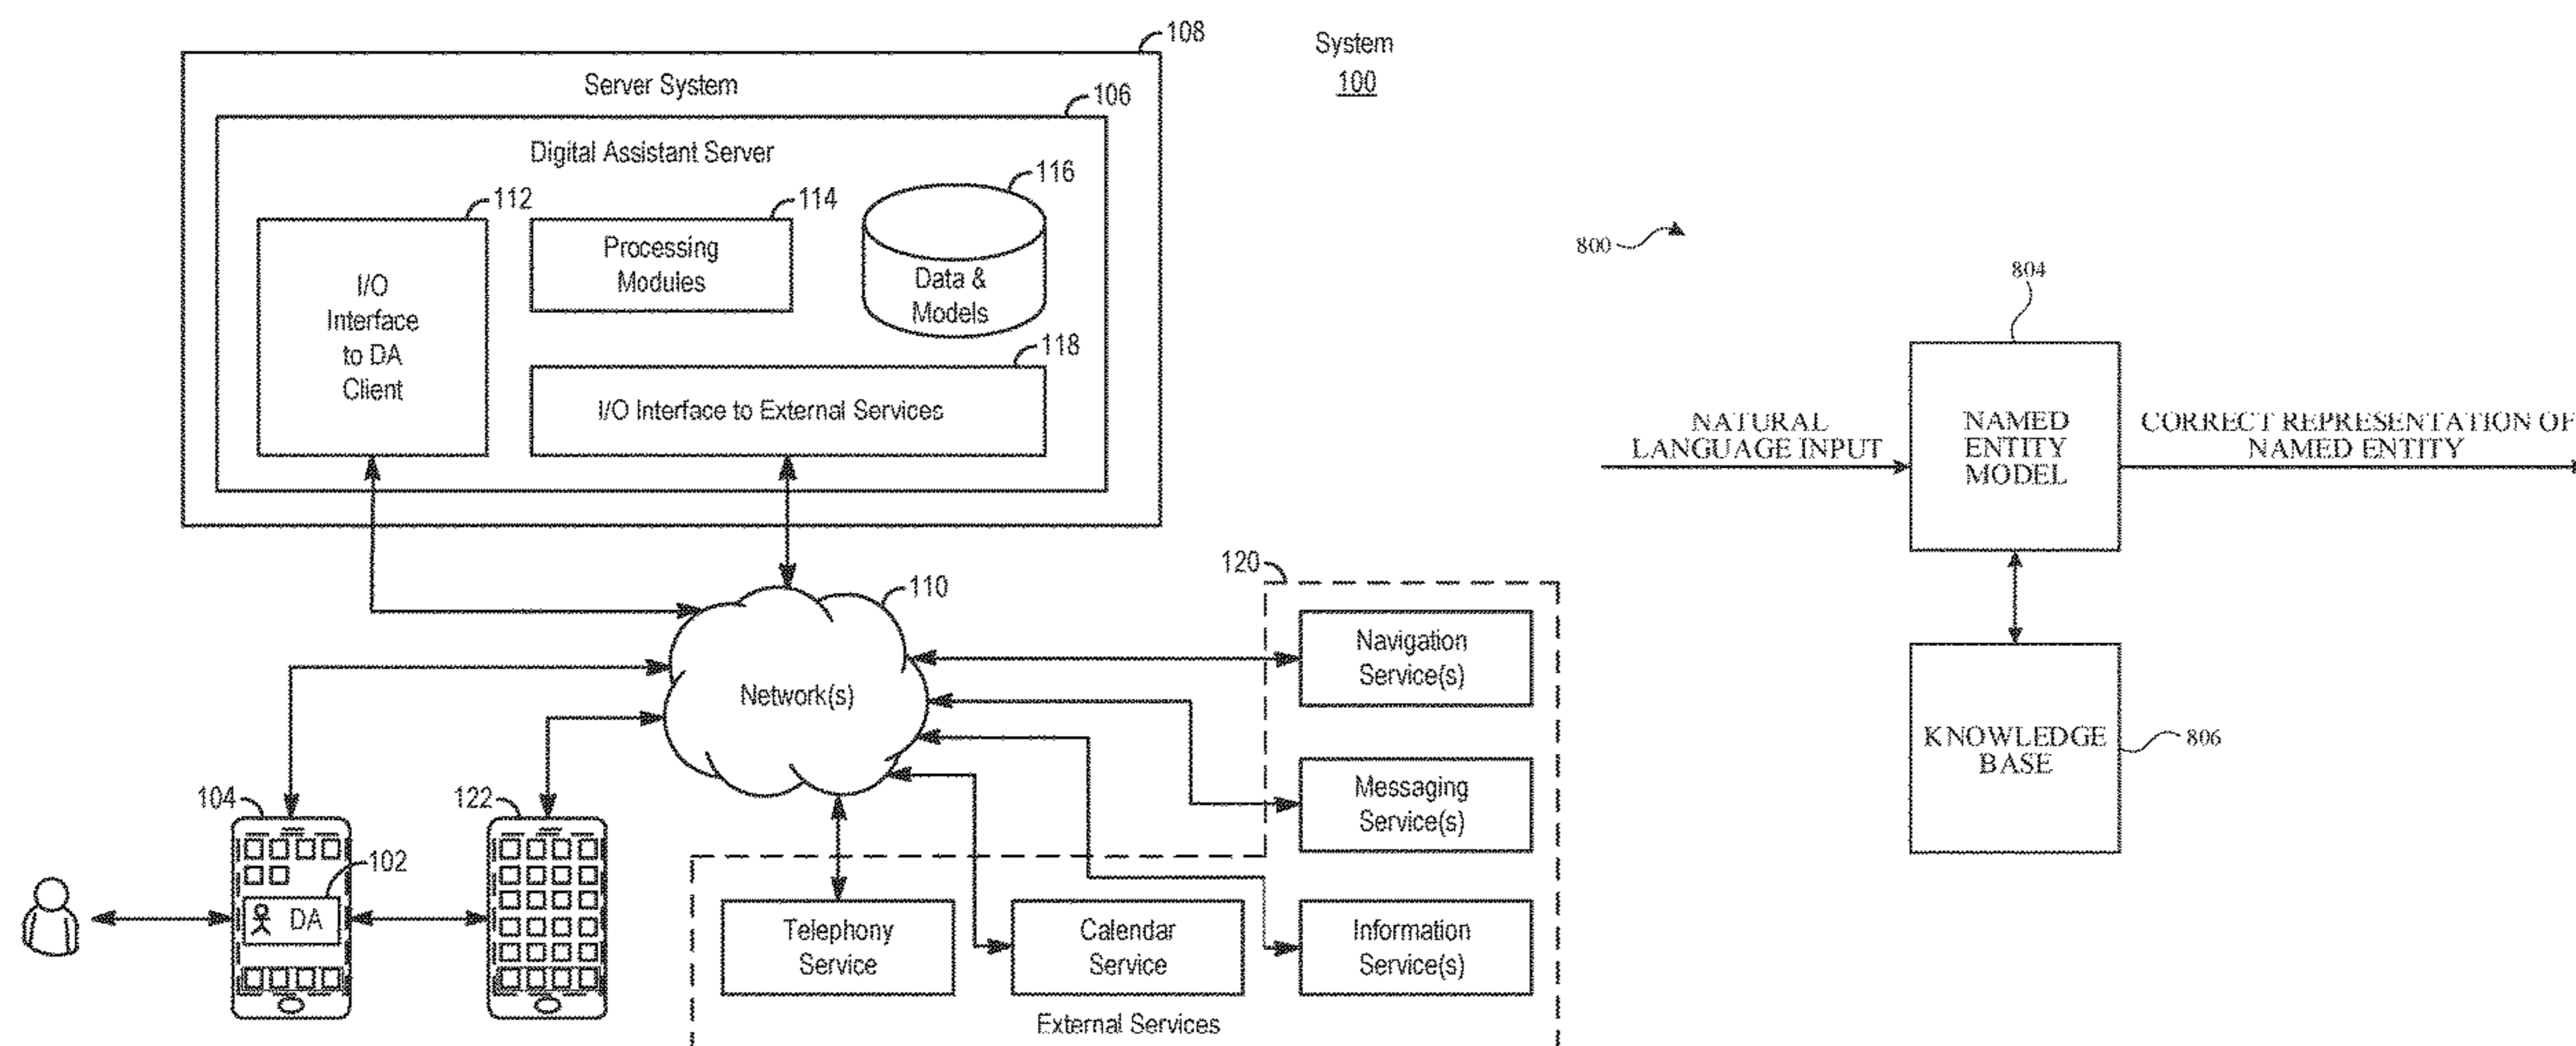 108
System
100
Server System
106
Digital Assistant Server
112
114
116
I/O
Interface
to DA
Client
Processing
Modules
Data &
Models
118
I/O Interface to External Services
110
Network(s)
104
122
102
DA
120
Navigation
Service(s)
Messaging
Service(s)
Telephony
Service
Calendar
Service
Information
Service(s)
External Services
800
804
NATURAL
LANGUAGE INPUT
NAMED
ENTITY
MODEL
CORRECT REPRESENTATION OF
NAMED ENTITY
KNOWLEDGE
BASE
806